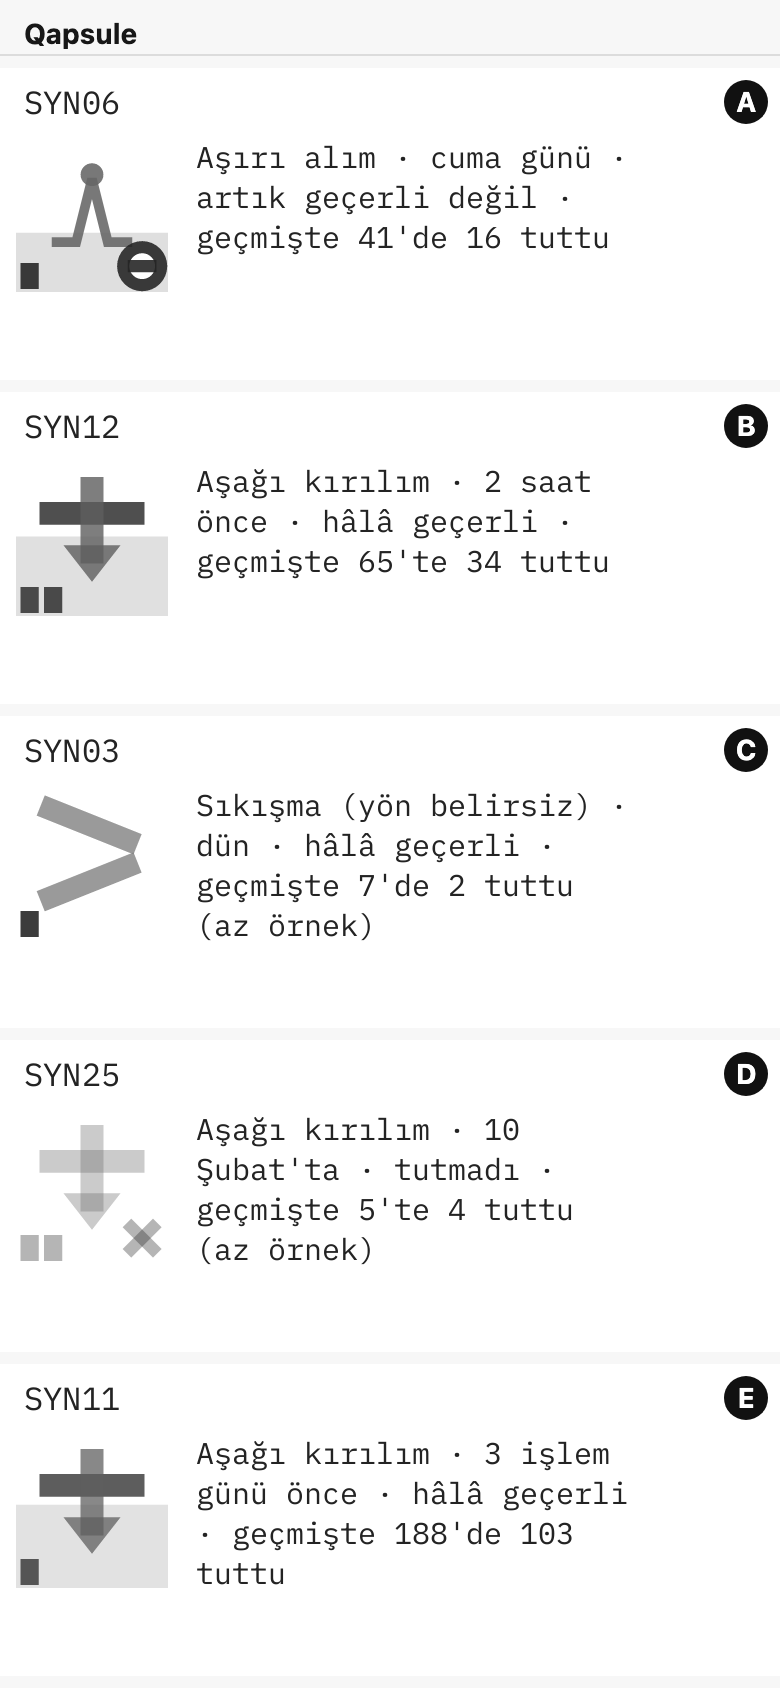 Qapsule
SYN06
A
Aşırı alım · cuma günü ·
artık geçerli değil ·
geçmişte 41'de 16 tuttu
SYN12
B
Aşağı kırılım · 2 saat
önce · hâlâ geçerli ·
geçmişte 65'te 34 tuttu
SYN03
C
Sıkışma (yön belirsiz) ·
dün · hâlâ geçerli ·
geçmişte 7'de 2 tuttu
(az örnek)
SYN25
D
Aşağı kırılım · 10
Şubat'ta · tutmadı ·
geçmişte 5'te 4 tuttu
(az örnek)
SYN11
E
Aşağı kırılım · 3 işlem
günü önce · hâlâ geçerli
· geçmişte 188'de 103
tuttu